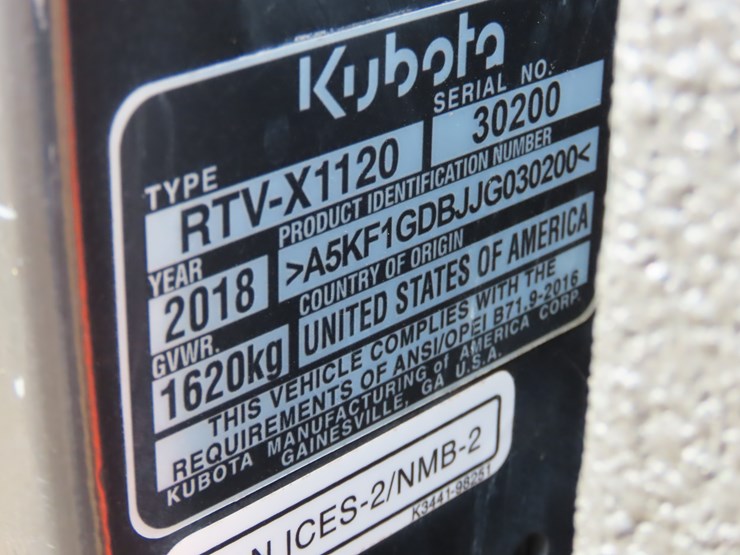 Kubota
TYPE
RTV-X1120
SERIAL NO.
30200
YEAR
2018
PRODUCT IDENTIFICATION NUMBER
>A5KF1GDBJJG030200<
GVWR.
1620kg
COUNTRY OF ORIGIN
UNITED STATES OF AMERICA
THIS VEHICLE COMPLIES WITH THE
REQUIREMENTS OF ANSI/OPEI B71.9-2016
KUBOTA MANUFACTURING of AMERICA CORP.
GAINESVILLE, GA U.S.A.
ICES-2/NMB-2
K3441-98251